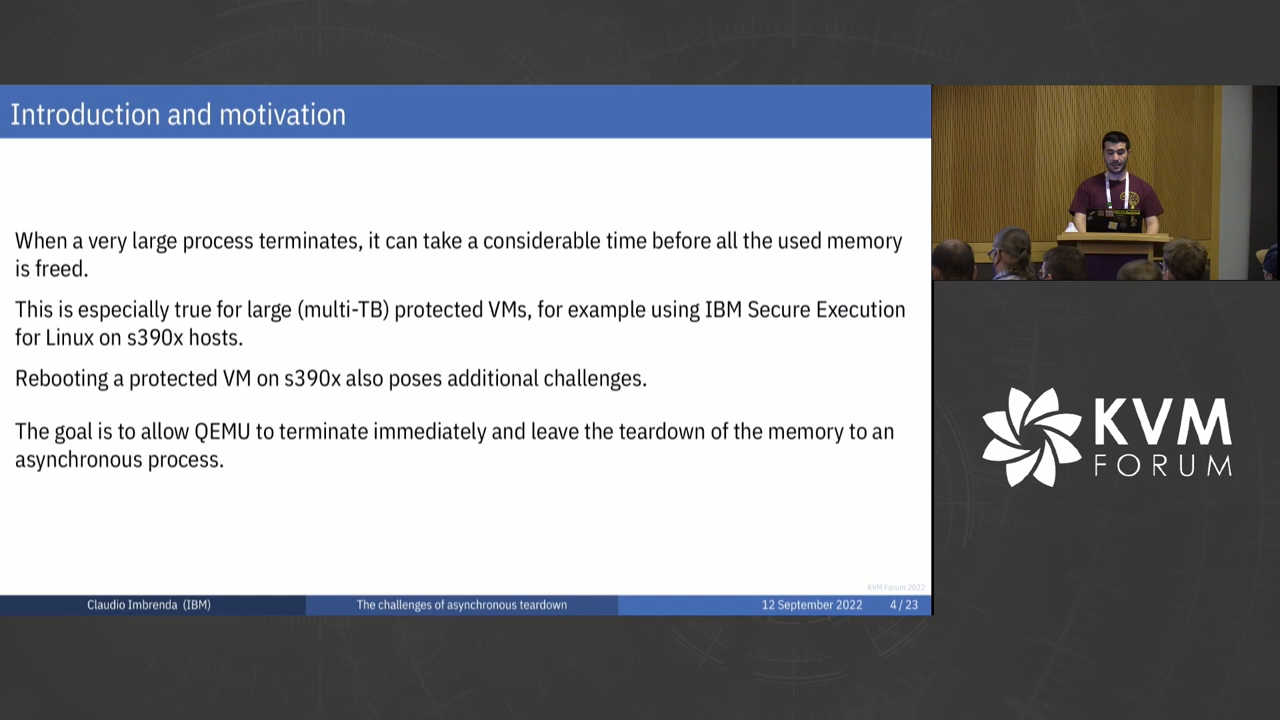 Introduction and motivation
When a very large process terminates, it can take a considerable time before all the used memory
is freed.
This is especially true for large (multi-TB) protected VMs, for example using IBM Secure Execution
for Linux on s390x hosts.
Rebooting a protected VM on s390x also poses additional challenges.
The goal is to allow QEMU to terminate immediately and leave the teardown of the memory to an
asynchronous process.
KVM Forum 2022
Claudio Imbrenda (IBM)
The challenges of asynchronous teardown
12 September 2022
4 / 23
KVM
FORUM